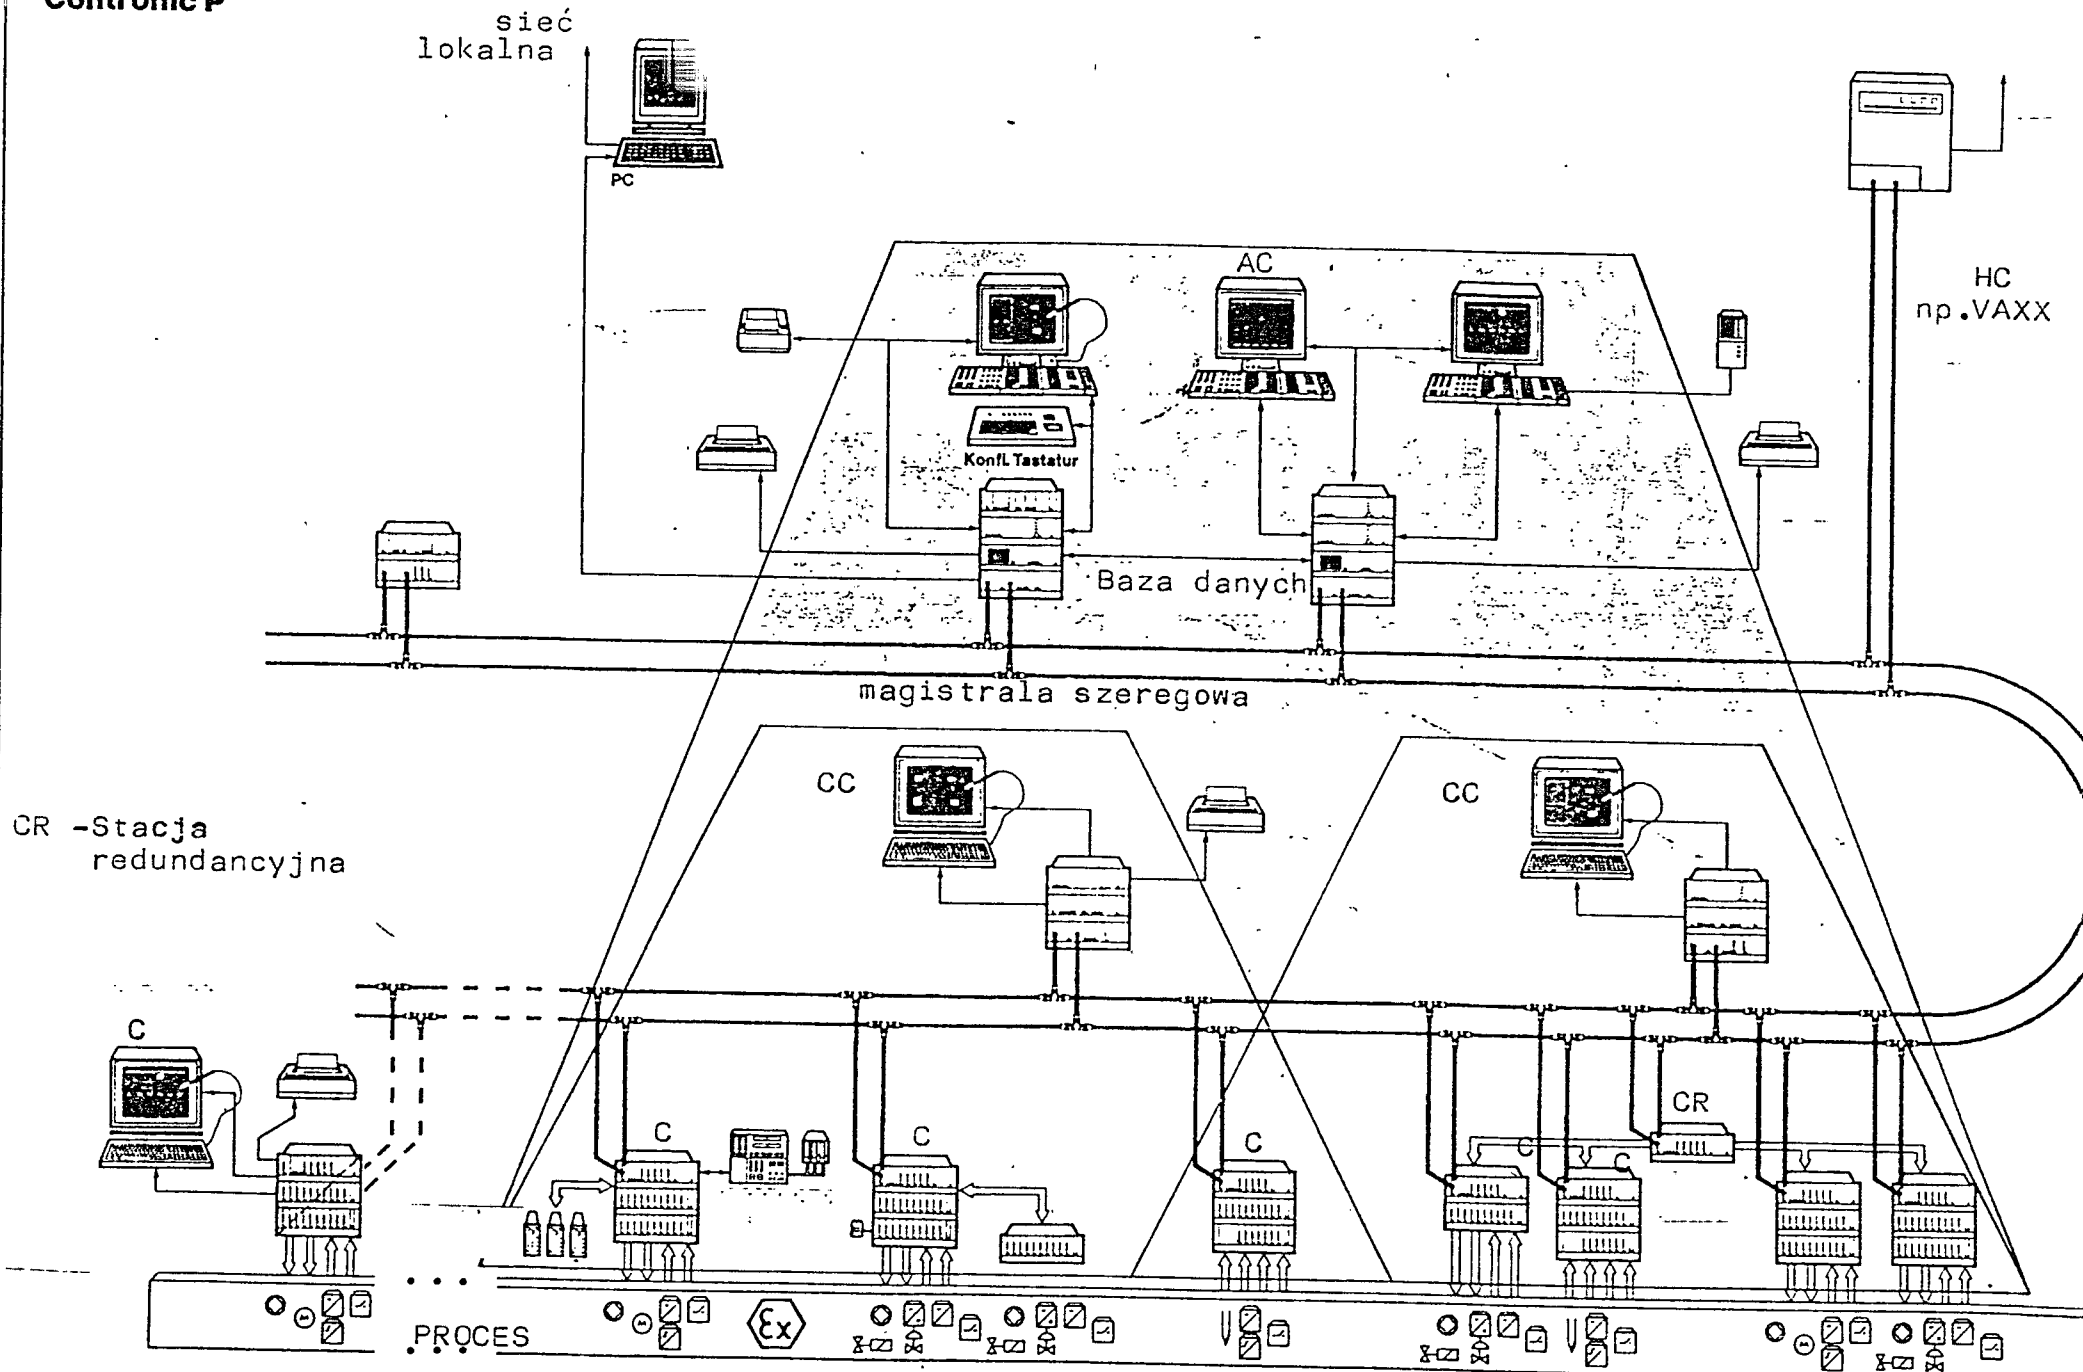 Contronic P
sieć
lokalna
PC
AC
HC
np.VAXX
Konfi. Tastatur
Baza danych
magistrala szeregowa
CC
CC
CR -Stacja
redundancyjna
C
CR
C
C
C
C
C
PROCES
Ex